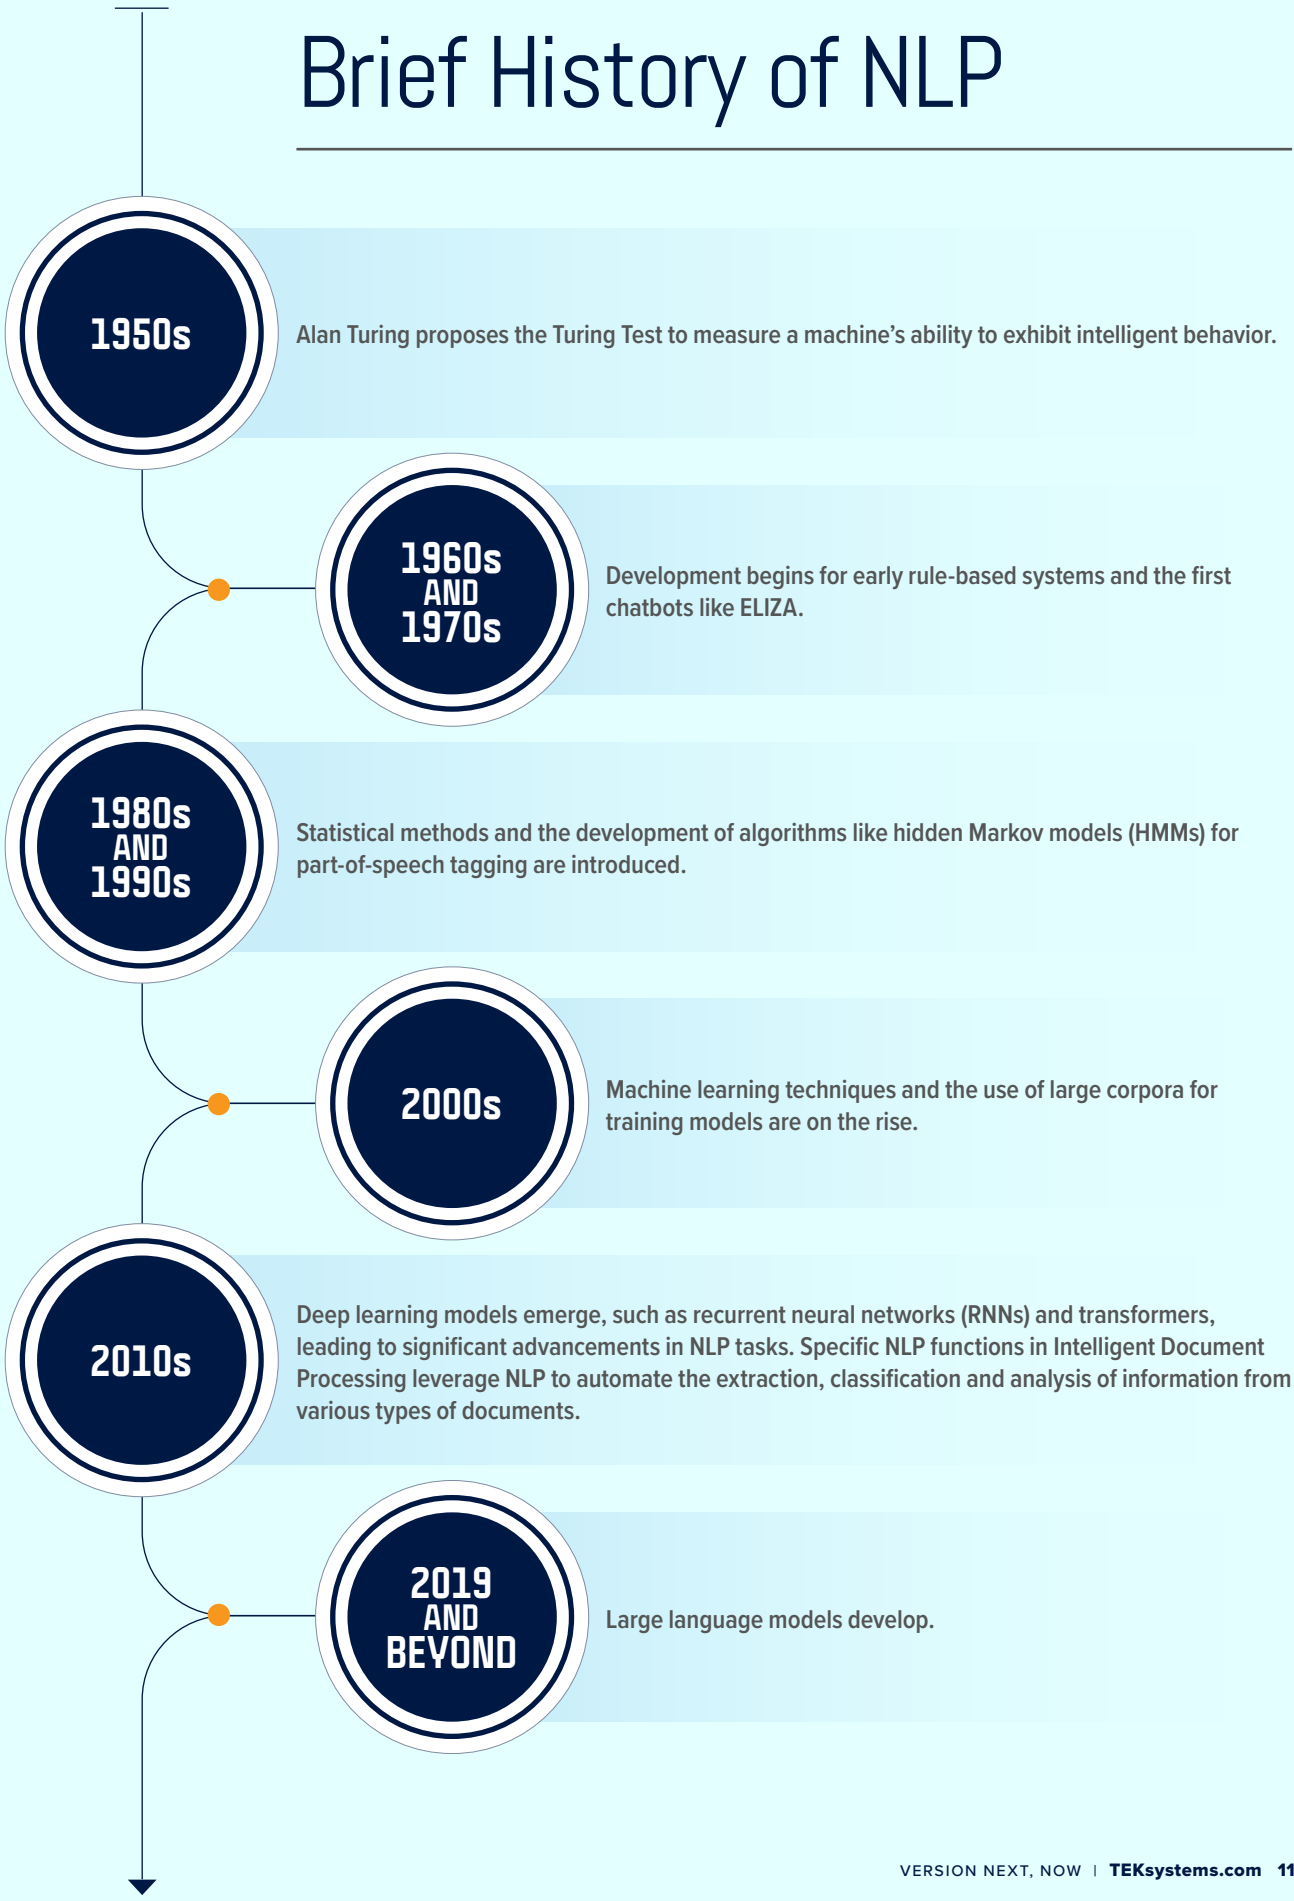 Brief History of NLP
1950s
Alan Turing proposes the Turing Test to measure a machine’s ability to exhibit intelligent behavior.
1960s
AND
1970s
Development begins for early rule-based systems and the first
chatbots like ELIZA.
1980s
AND
1990s
Statistical methods and the development of algorithms like hidden Markov models (HMMs) for
part-of-speech tagging are introduced.
2000s
Machine learning techniques and the use of large corpora for
training models are on the rise.
2010s
Deep learning models emerge, such as recurrent neural networks (RNNs) and transformers,
leading to significant advancements in NLP tasks. Specific NLP functions in Intelligent Document
Processing leverage NLP to automate the extraction, classification and analysis of information from
various types of documents.
2019
AND
BEYOND
Large language models develop.
VERSION NEXT, NOW | TEKsystems.com 11